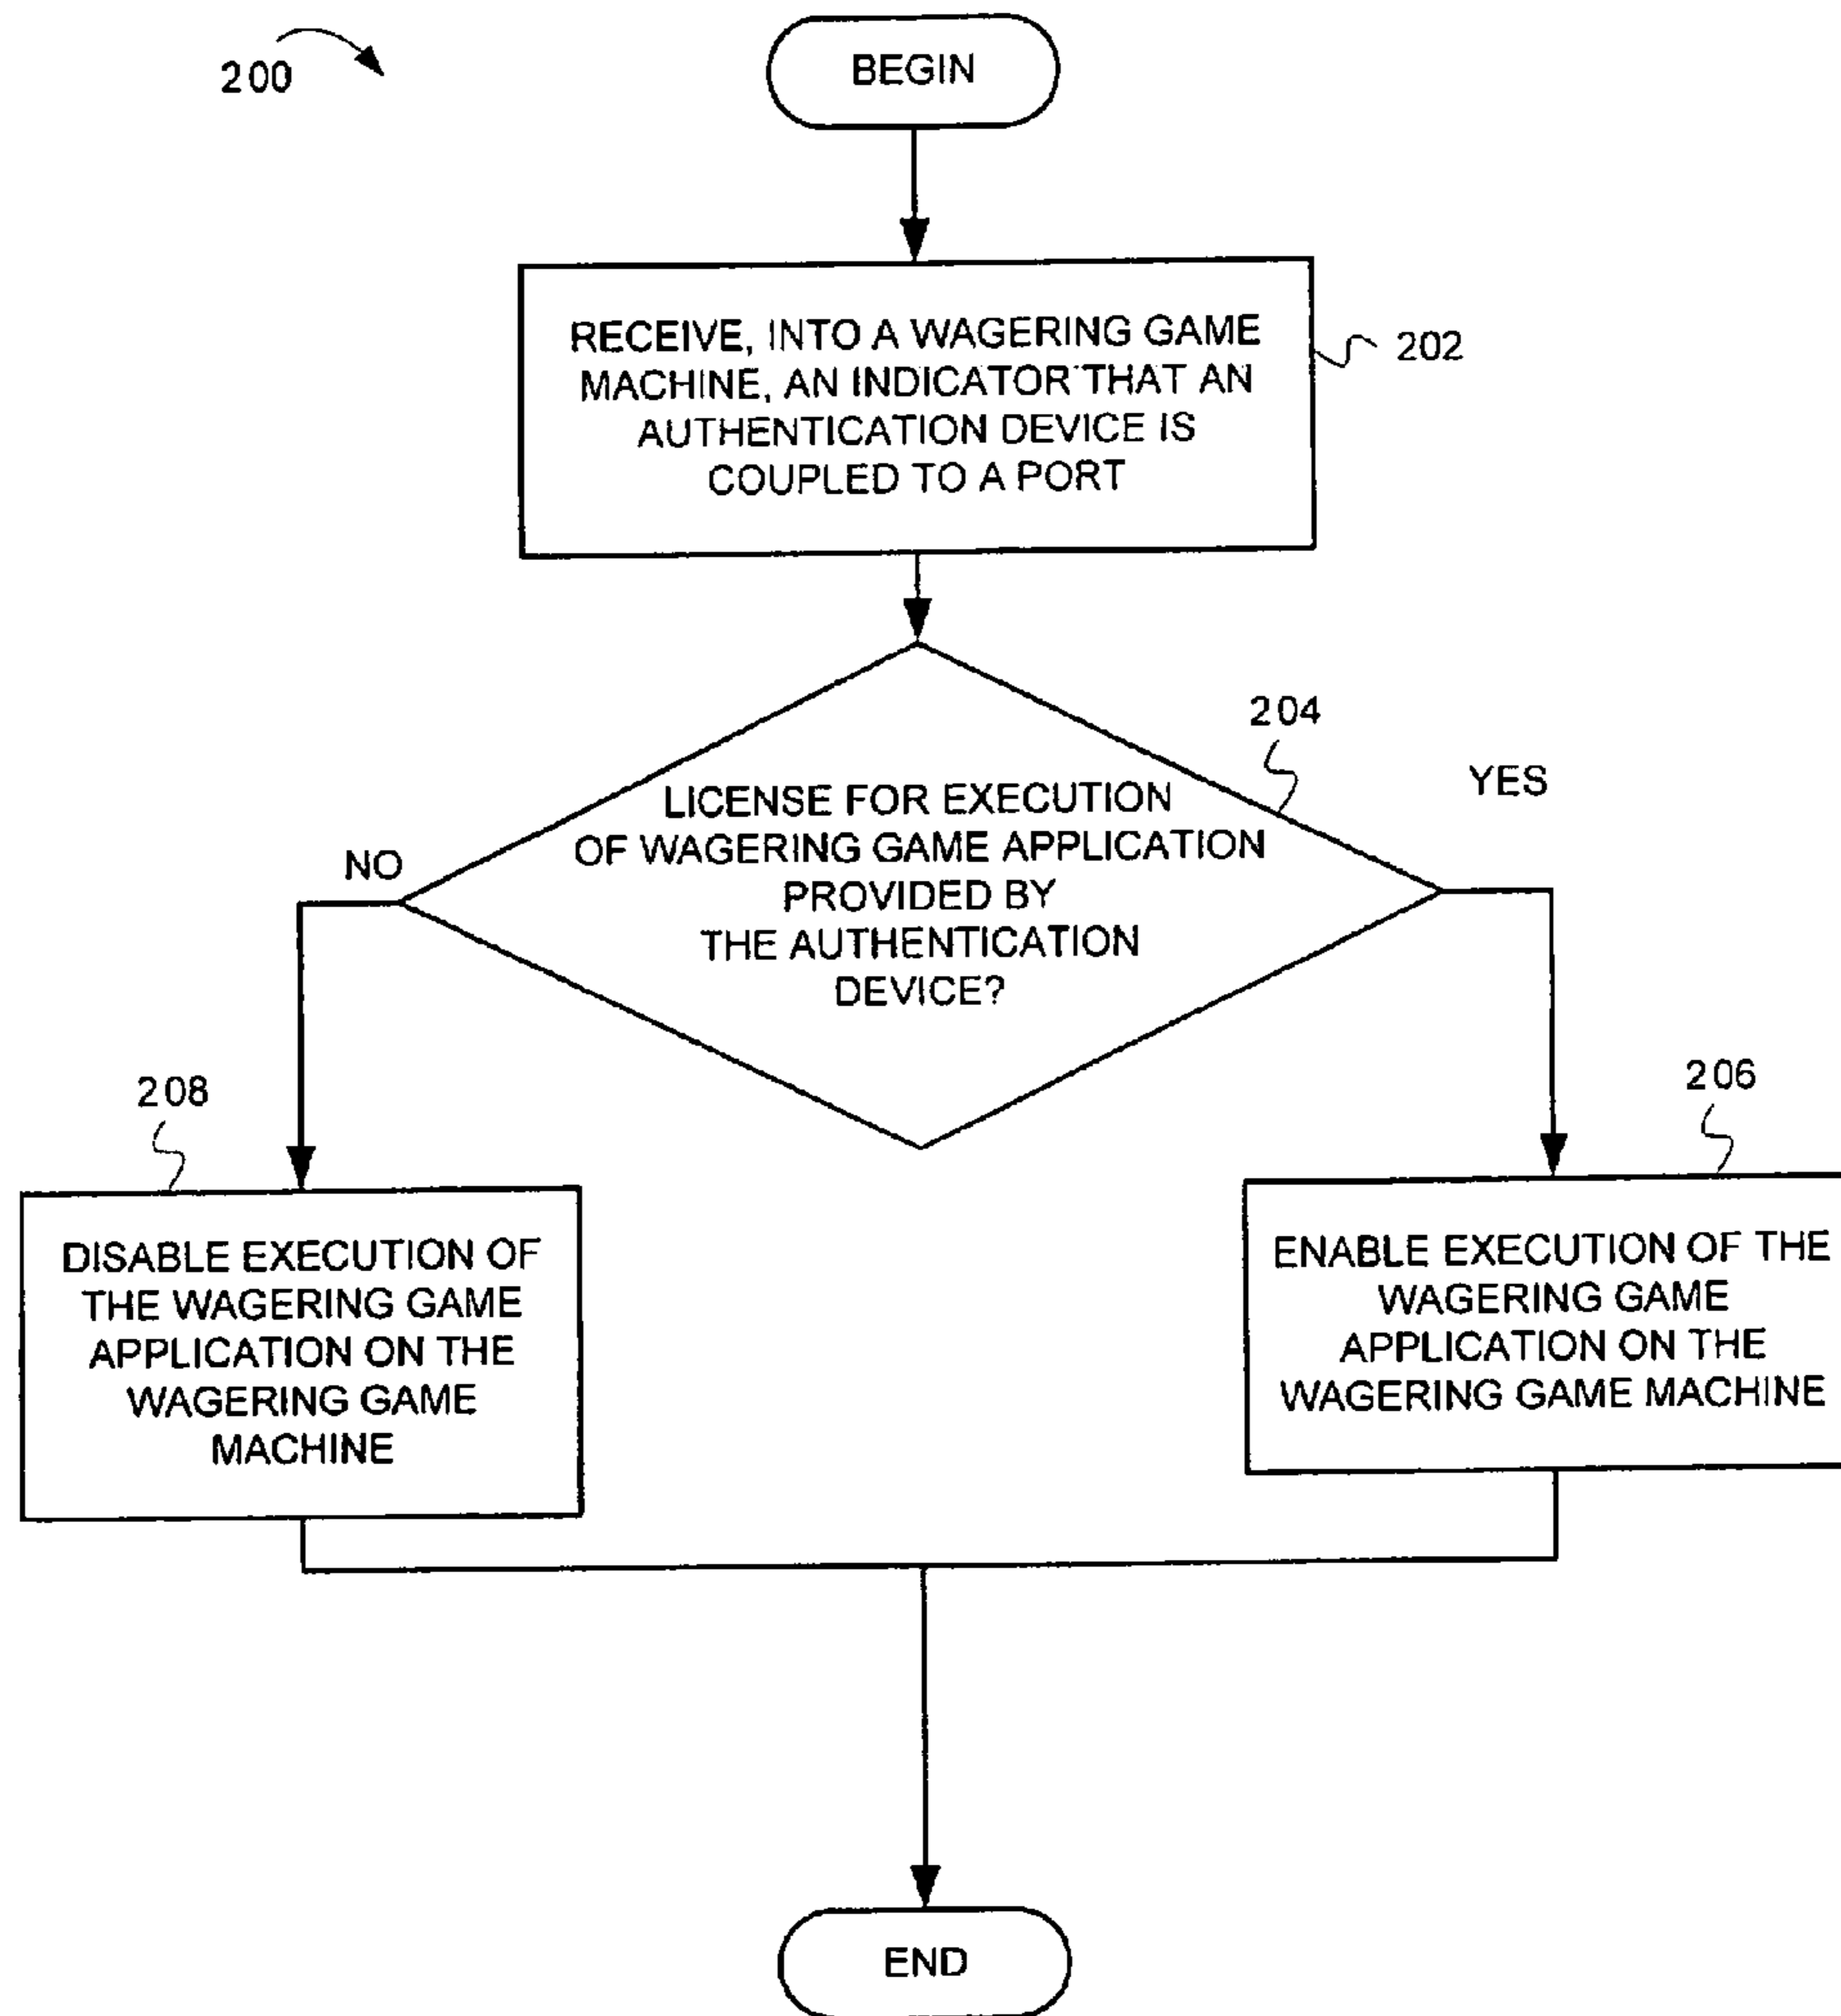 200
BEGIN
RECEIVE, INTO A WAGERING GAME
MACHINE, AN INDICATOR THAT AN
AUTHENTICATION DEVICE IS
COUPLED TO A PORT
202
204
LICENSE FOR EXECUTION
OF WAGERING GAME APPLICATION
PROVIDED BY
THE AUTHENTICATION
DEVICE?
YES
NO
208
DISABLE EXECUTION OF
THE WAGERING GAME
APPLICATION ON THE
WAGERING GAME
MACHINE
206
ENABLE EXECUTION OF THE
WAGERING GAME
APPLICATION ON THE
WAGERING GAME MACHINE
END